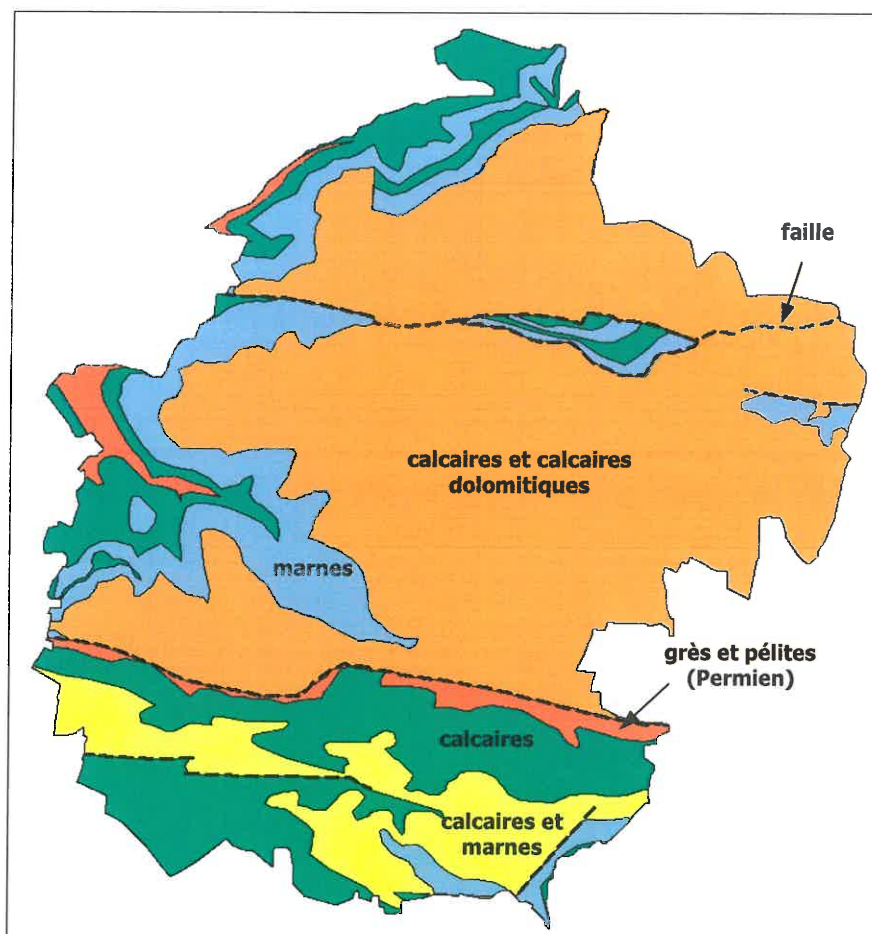 faille
calcaires et calcaires
dolomitiques
marnes
grès et pélites
(Permien)
calcaires
calcaires et
marnes